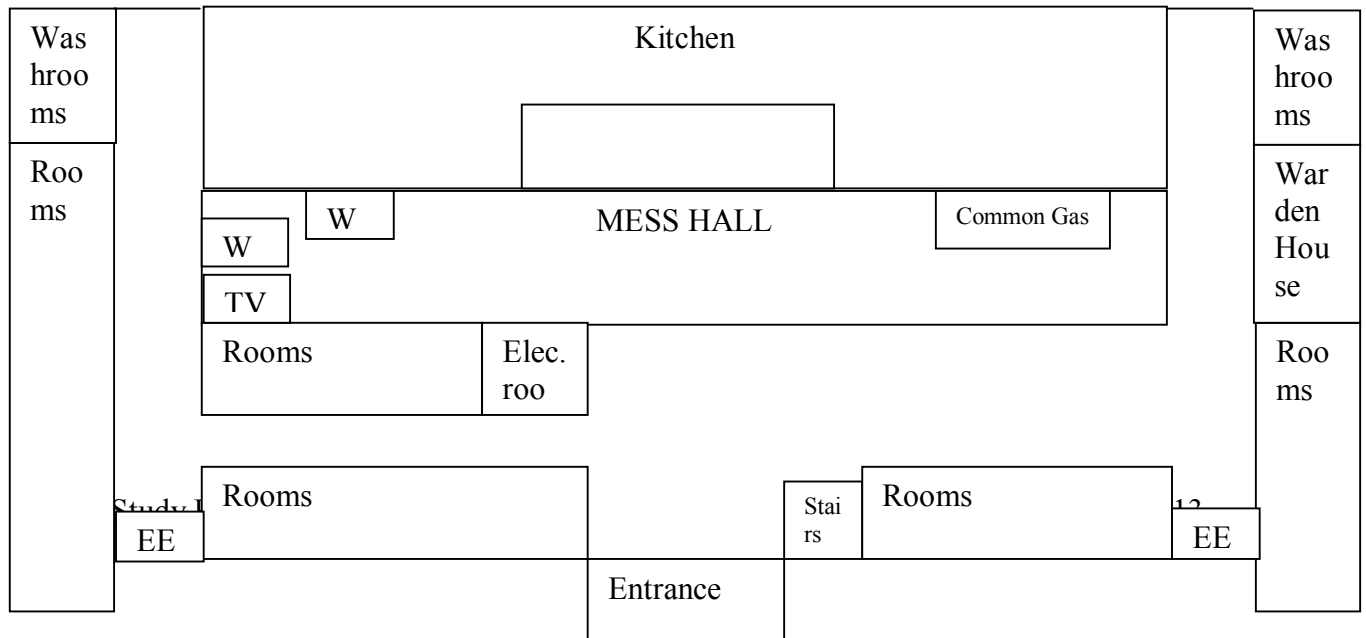 Was
hroo
ms
Kitchen
Was
hroo
ms
Roo
ms
War
den
Hou
se
W
MESS HALL
Common Gas
W
TV
Rooms
Elec.
roo
Roo
ms
Rooms
Stai
rs
Rooms
Study
EE
EE
Entrance